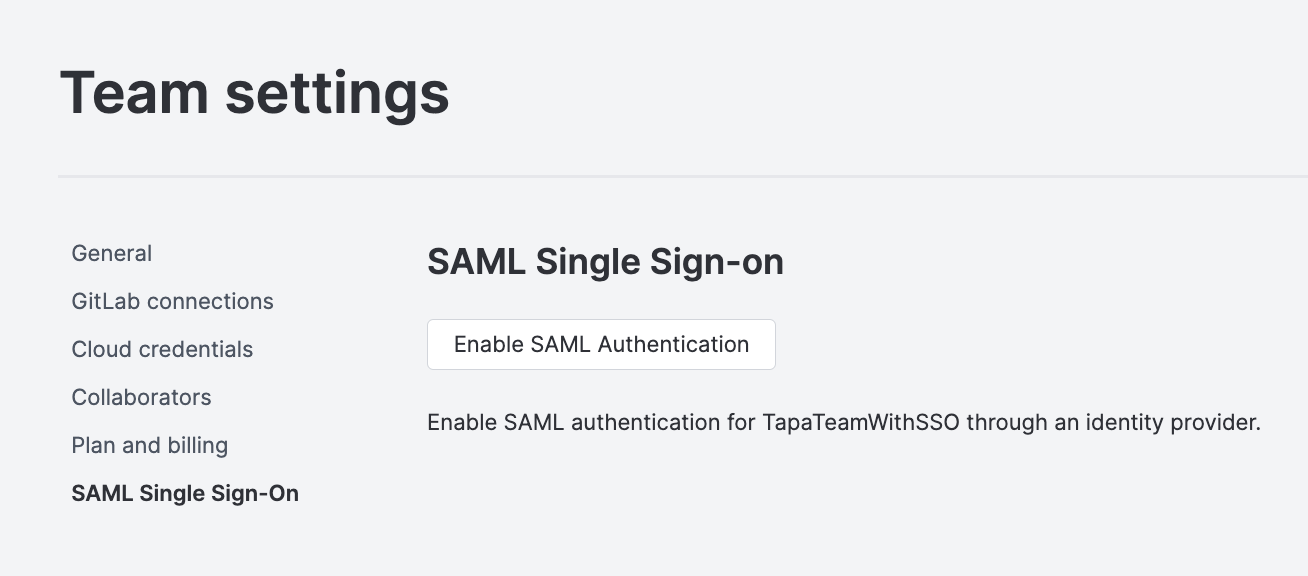 Team settings
General
GitLab connections
Cloud credentials
Collaborators
Plan and billing
SAML Single Sign-On
SAML Single Sign-on
Enable SAML Authentication
Enable SAML authentication for TapaTeamWithSSO through an identity provider.